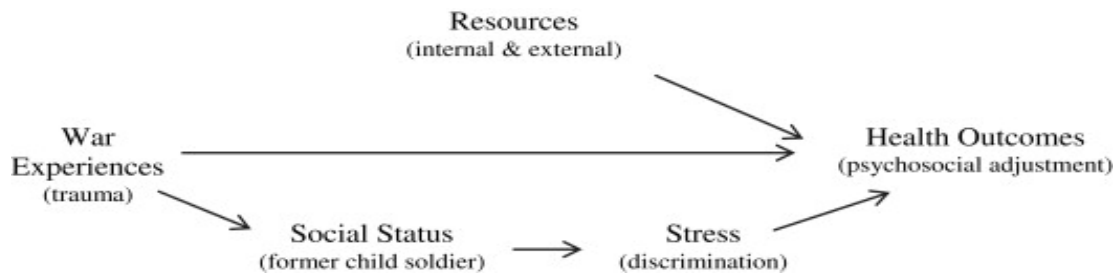 Resources
(internal & external)
War
Experiences
(trauma)
Health Outcomes
(psychosocial adjustment)
Social Status
(former child soldier)
Stress
(discrimination)